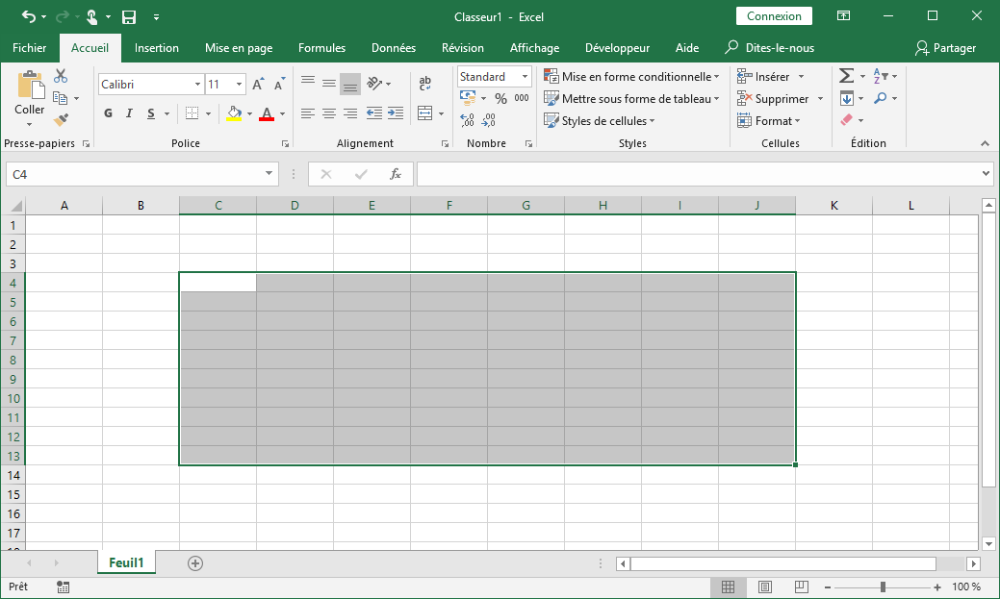 Classeur1 - Excel
Connexion
Fichier Accueil Insertion Mise en page Formules Données Révision Affichage Développeur Aide Dites-le-nous Partager
Coller
Presse-papiers
Calibri 11
G I S
Police
ab
Alignement
Standard
% 000
,00 ,00
Nombre
Mise en forme conditionnelle
Mettre sous forme de tableau
Styles de cellules
Styles
Insérer
Supprimer
Format
Cellules
Édition
C4
fx
A B C D E F G H I J K L
1
2
3
4
5
6
7
8
9
10
11
12
13
14
15
16
17
Feuil1
Prêt
100 %